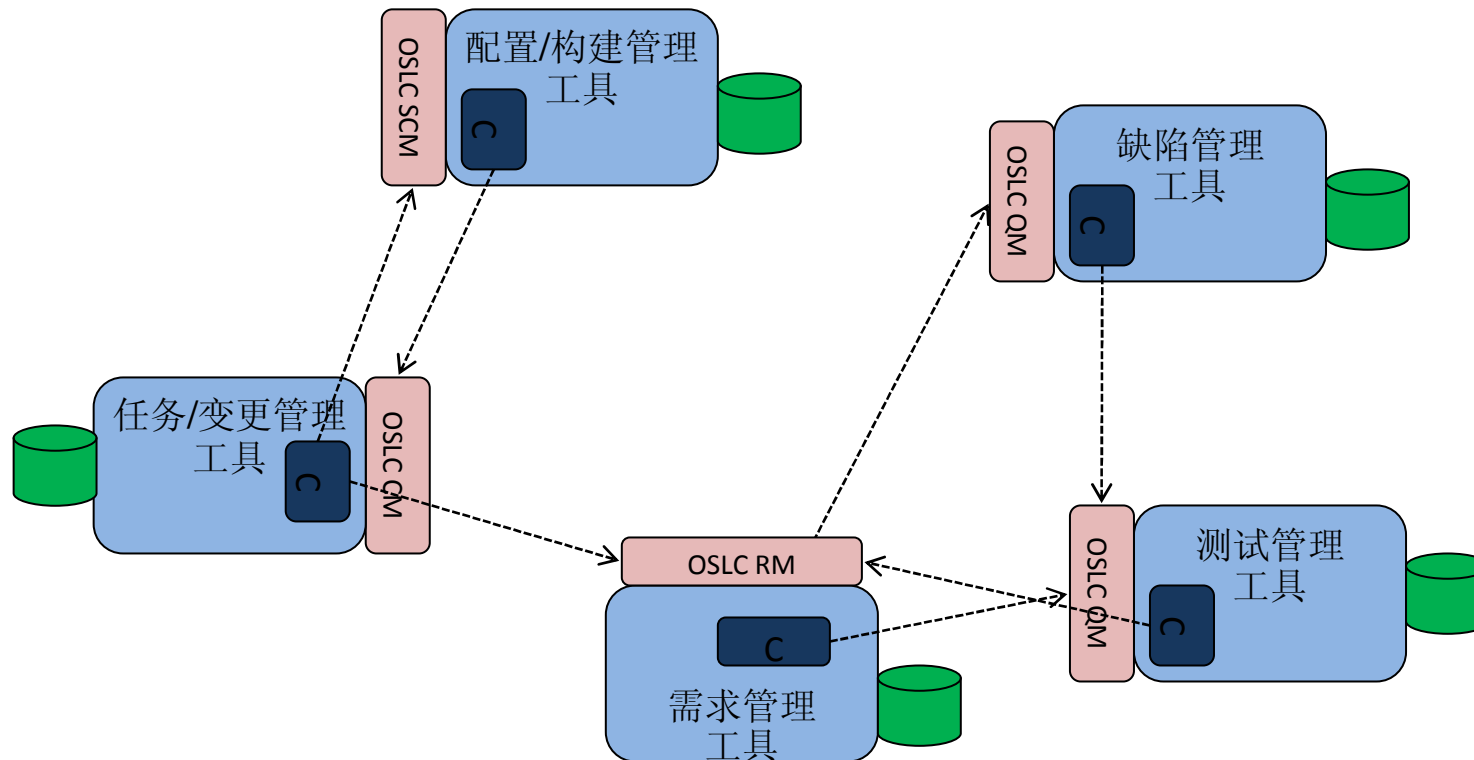 配置/构建管理
工具
OSLC SCM
C
缺陷管理
工具
OSLC QM
C
任务/变更管理
工具
OSLC CM
C
OSLC RM
C
需求管理
工具
测试管理
工具
OSLC QM
C